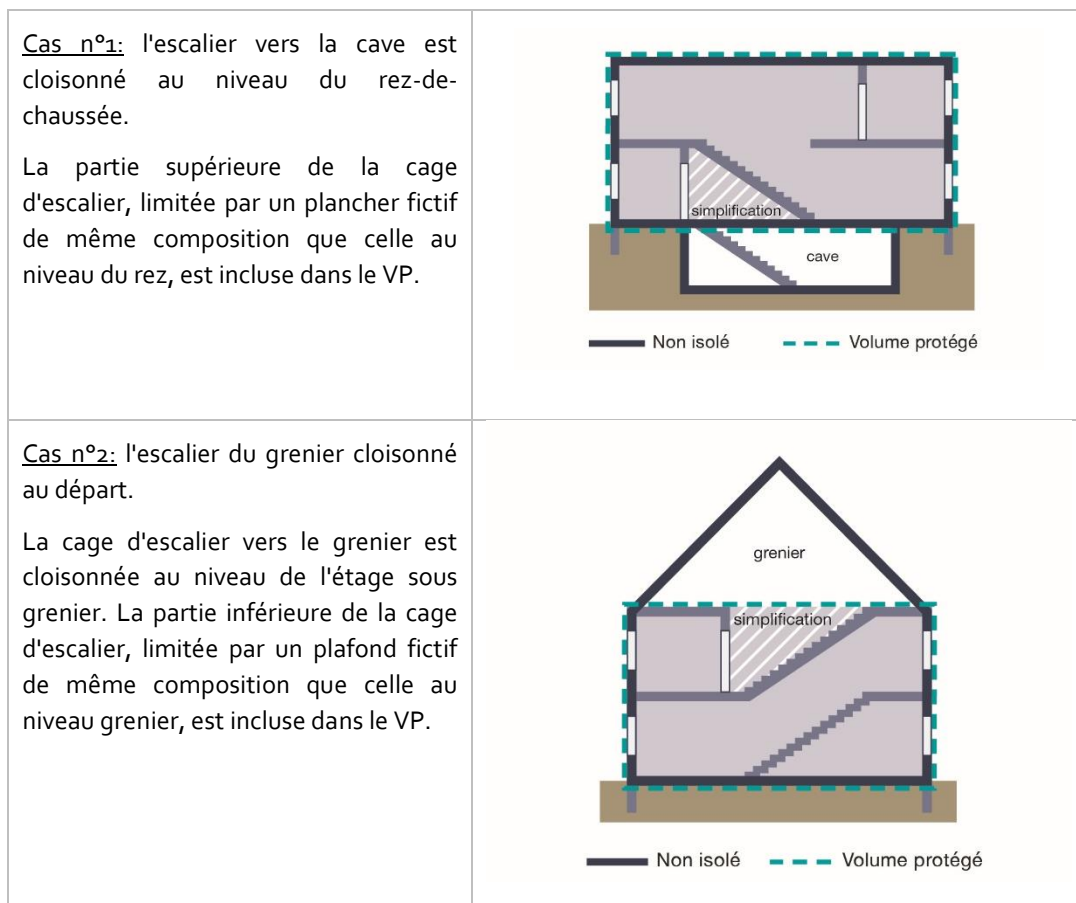 Cas n°1: l'escalier vers la cave est
cloisonné au niveau du rez-de-
chaussée.
La partie supérieure de la cage
d'escalier, limitée par un plancher fictif
de même composition que celle au
niveau du rez, est incluse dans le VP.
simplification
cave
Non isolé
Volume protégé
Cas n°2: l'escalier du grenier cloisonné
au départ.
La cage d'escalier vers le grenier est
cloisonnée au niveau de l'étage sous
grenier. La partie inférieure de la cage
d'escalier, limitée par un plafond fictif
de même composition que celle au
niveau grenier, est incluse dans le VP.
grenier
simplification
Non isolé
Volume protégé